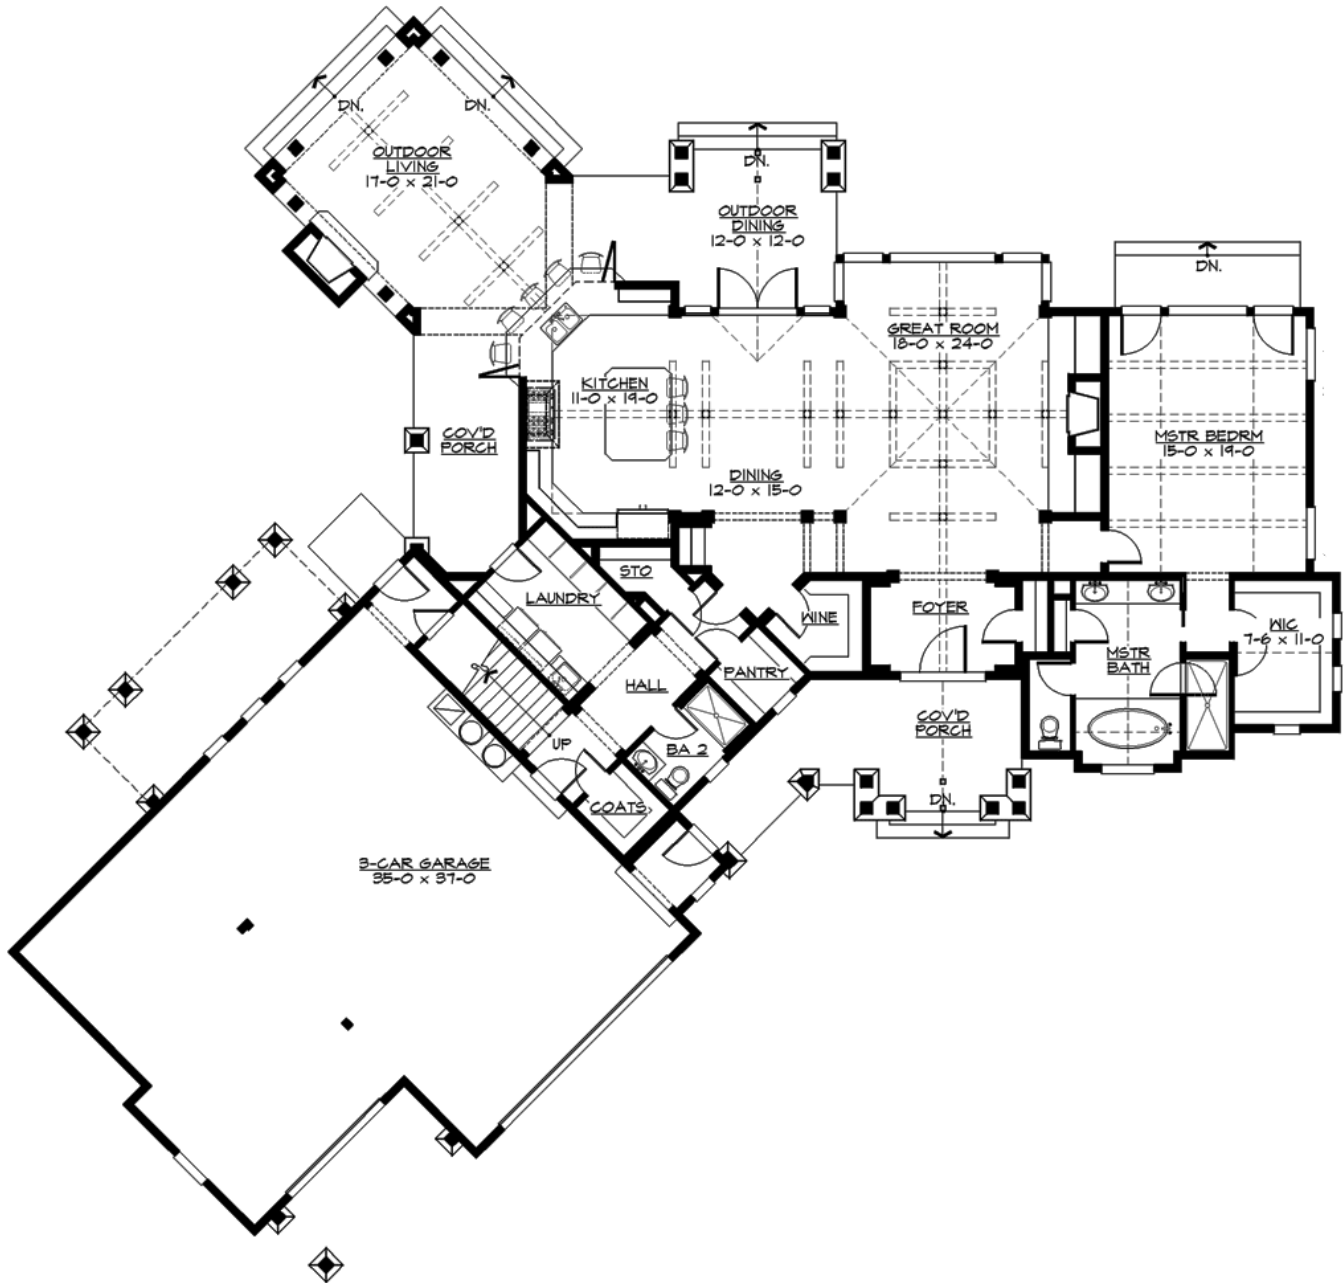 DN.
DN.
OUTDOOR
LIVING
17-0 x 21-0
DN.
OUTDOOR
DINING
12-0 x 12-0
DN.
GREAT ROOM
18-0 x 24-0
KITCHEN
11-0 x 19-0
COV'D
PORCH
MSTR BEDRM
15-0 x 19-0
DINING
12-0 x 15-0
STO
LAUNDRY
WINE
FOYER
WIC
7-6 x 11-0
MSTR
BATH
PANTRY
HALL
COV'D
PORCH
UP
BA 2
DN.
COATS
3-CAR GARAGE
35-0 x 37-0